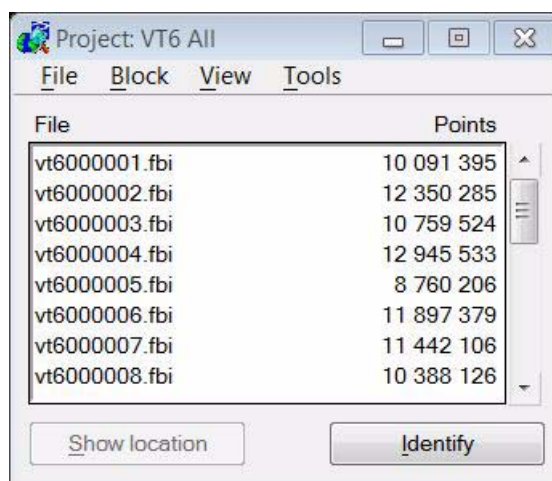 Project: VT6 All
File Block View Tools
File Points
vt6000001.fbi 10 091 395
vt6000002.fbi 12 350 285
vt6000003.fbi 10 759 524
vt6000004.fbi 12 945 533
vt6000005.fbi 8 760 206
vt6000006.fbi 11 897 379
vt6000007.fbi 11 442 106
vt6000008.fbi 10 388 126
Show location Identify